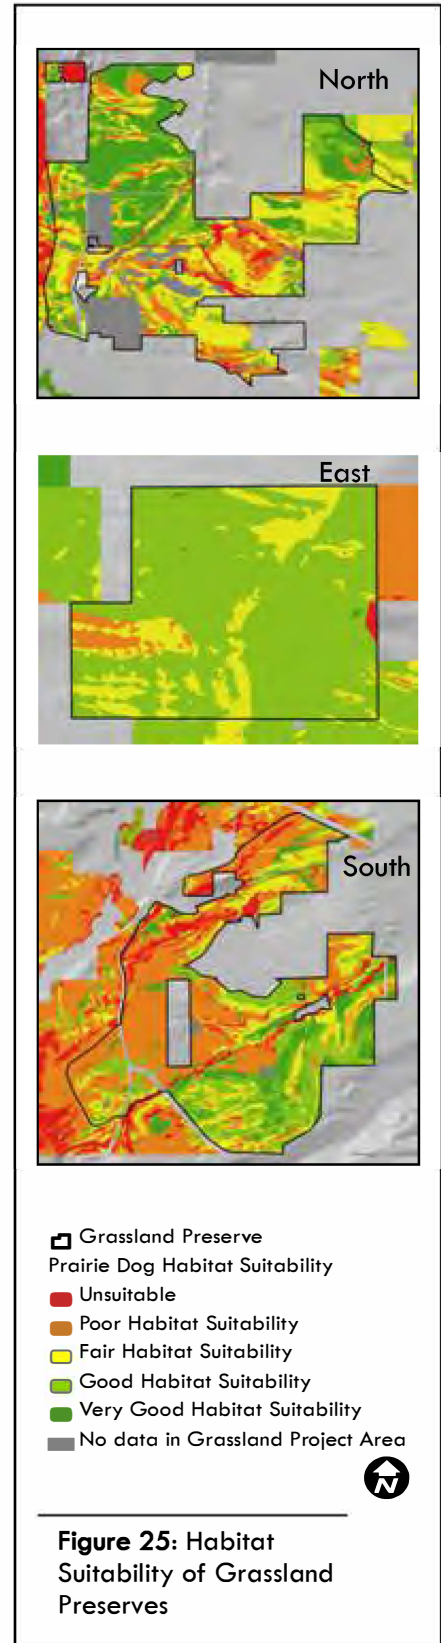 North
East
South
Grassland Preserve
Prairie Dog Habitat Suitability
Unsuitable
Poor Habitat Suitability
Fair Habitat Suitability
Good Habitat Suitability
Very Good Habitat Suitability
No data in Grassland Project Area
N
Figure 25: Habitat
Suitability of Grassland
Preserves